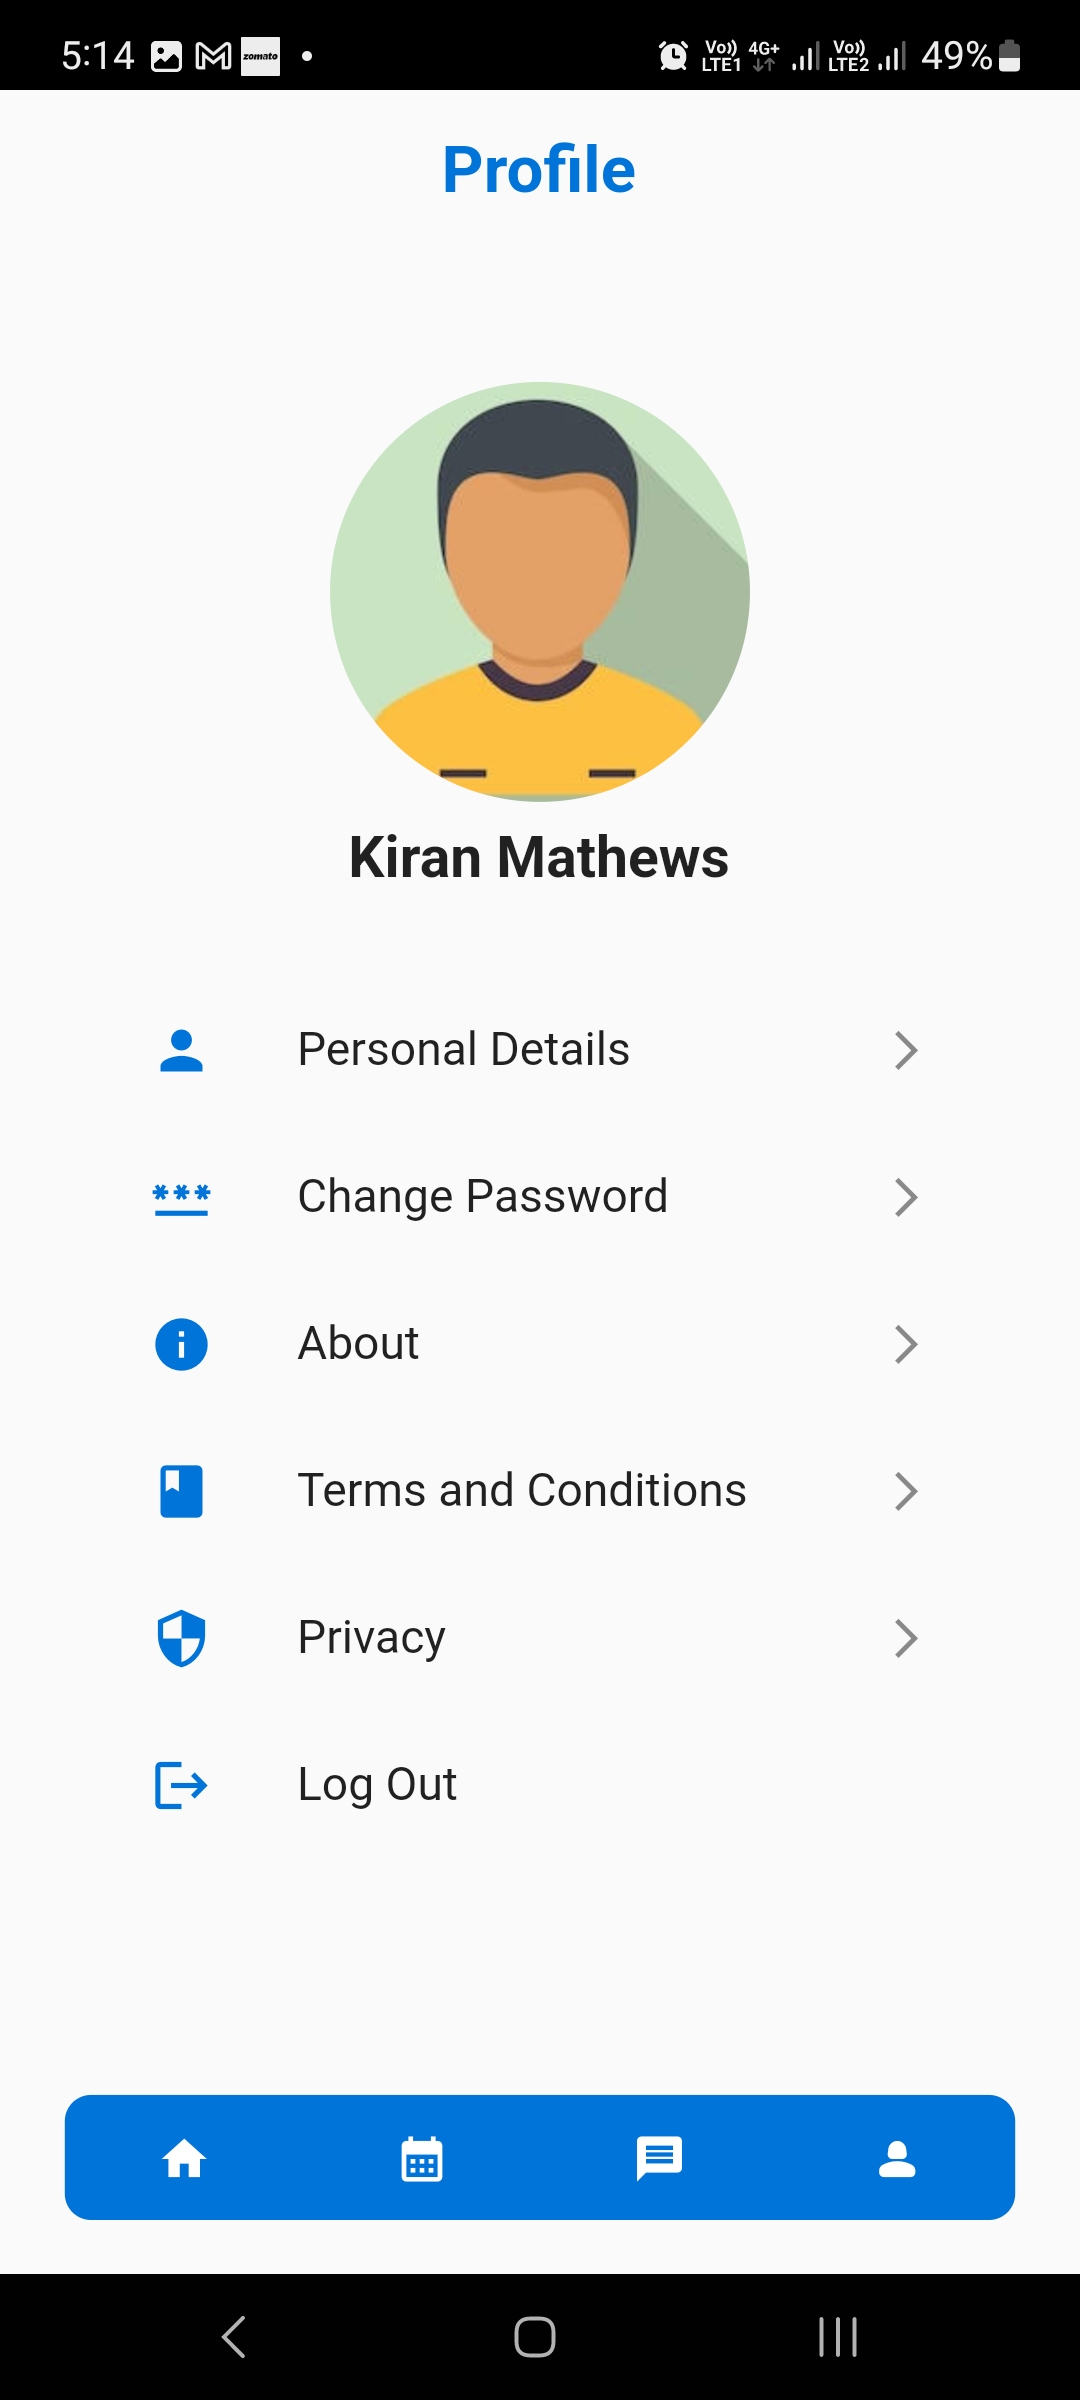 5:14 zomato Vo)) LTE1 4G+ Vo)) LTE2 49%
Profile
Kiran Mathews
Personal Details
*** Change Password
About
Terms and Conditions
Privacy
Log Out